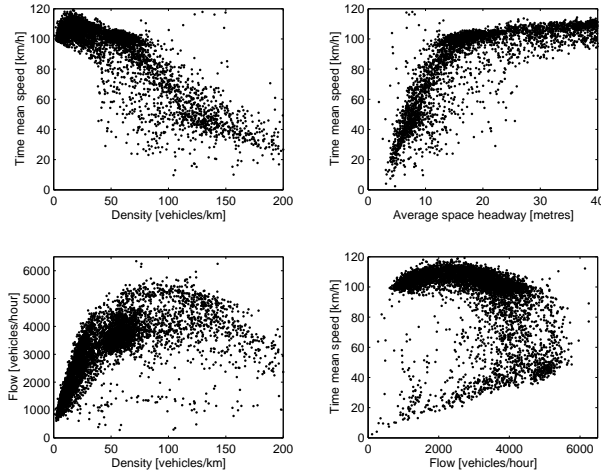 120
100
80
60
40
20
0
Time mean speed [km/h]
0 50 100 150 200
Density [vehicles/km]
120
100
80
60
40
20
0
Time mean speed [km/h]
0 10 20 30 40
Average space headway [metres]
6000
5000
4000
3000
2000
1000
0
Flow [vehicles/hour]
0 50 100 150 200
Density [vehicles/km]
120
100
80
60
40
20
0
Time mean speed [km/h]
0 2000 4000 6000
Flow [vehicles/hour]